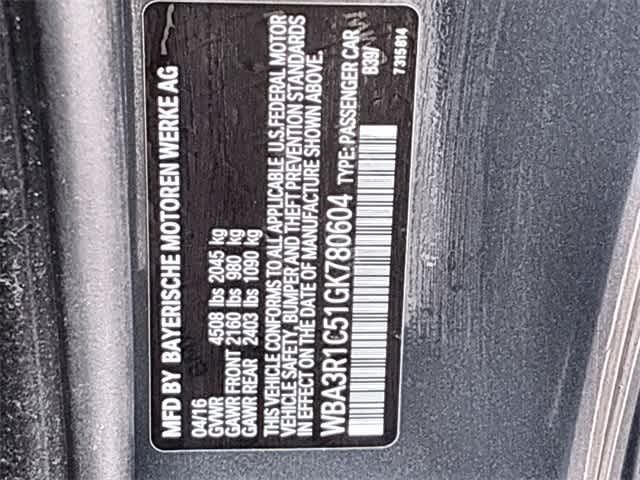 MFD BY BAYERISCHE MOTOREN WERKE AG
04/16
GVWR 4508 lbs 2045 kg
GAWR FRONT 2160 lbs 980 kg
GAWR REAR 2403 lbs 1090 kg
THIS VEHICLE CONFORMS TO ALL APPLICABLE U.S. FEDERAL MOTOR
VEHICLE SAFETY, BUMPER AND THEFT PREVENTION STANDARDS
IN EFFECT ON THE DATE OF MANUFACTURE SHOWN ABOVE.
WBA3R1C51GK780604 TYPE: PASSENGER CAR
B39/
7315814